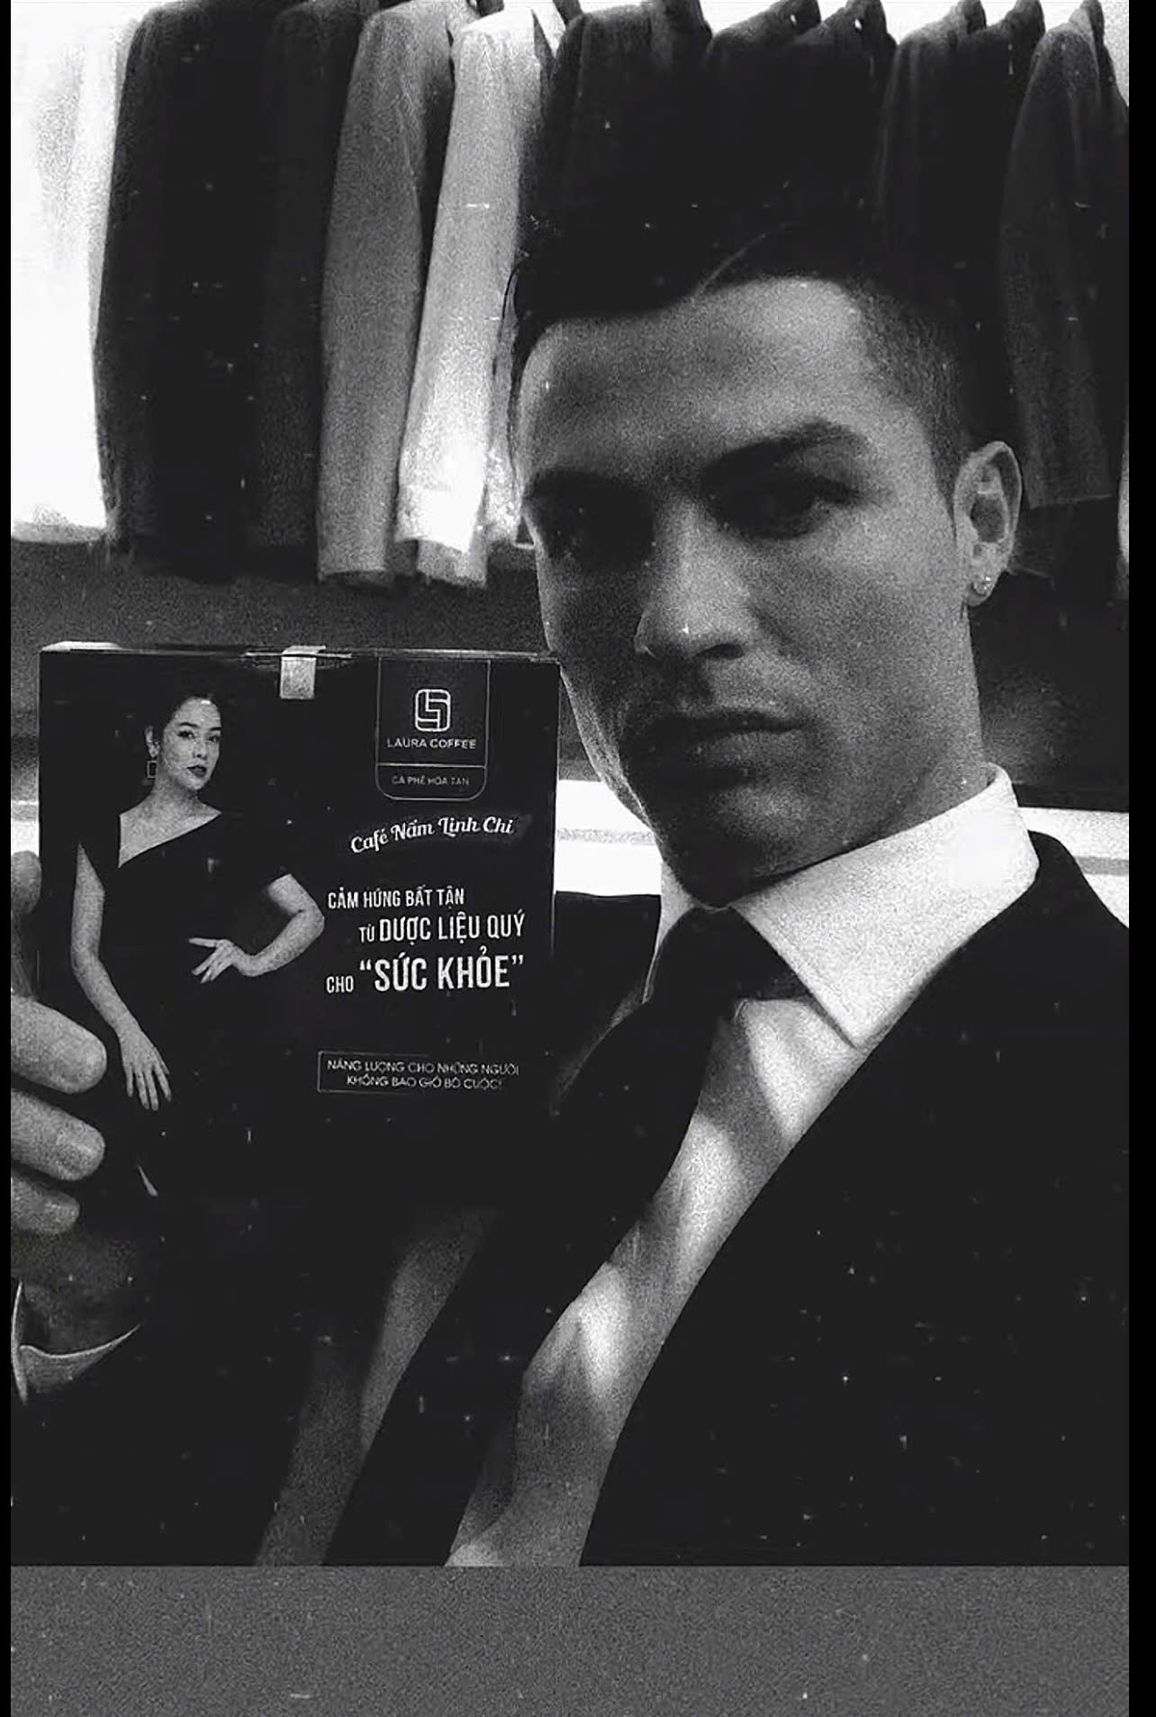 LAURA COFFEE
CÀ PHÊ HÒA TAN
Café Nấm Linh Chi
CẢM HỨNG BẤT TẬN
TỪ DƯỢC LIỆU QUÝ
CHO “SỨC KHỎE”
NĂNG LƯỢNG CHO NHỮNG NGƯỜI
KHÔNG BAO GIỜ BỎ CUỘC!